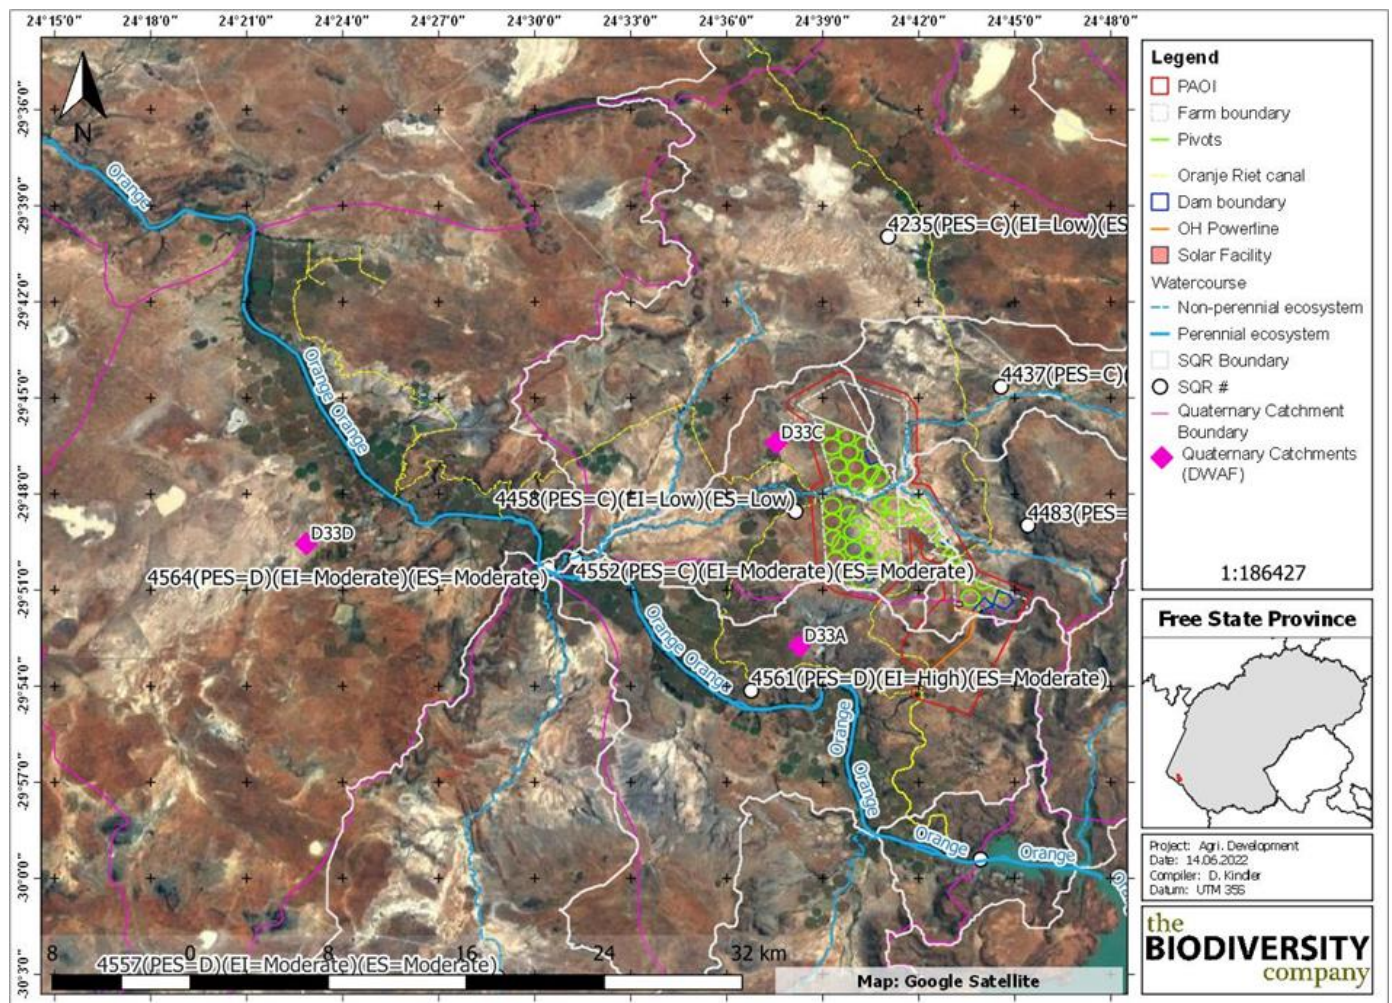 24°15'0" 24°18'0" 24°21'0" 24°24'0" 24°27'0" 24°30'0" 24°33'0" 24°36'0" 24°39'0" 24°42'0" 24°45'0" 24°48'0"
29°36'0"
29°39'0"
29°42'0"
29°45'0"
29°48'0"
29°51'0"
29°54'0"
29°57'0"
30°0'0"
30°3'0"
N
Orange
4235(PES=C)(EI=Low)(ES
Orange Orange
4437(PES=C)(
D33C
4458(PES=C)(EI=Low)(ES=Low)
4483(PES=
D33D
4564(PES=D)(EI=Moderate)(ES=Moderate)
4552(PES=C)(EI=Moderate)(ES=Moderate)
D33A
Orange Orange
4561(PES=D)(EI=High)(ES=Moderate)
Orange
Orange
Orange
Orange
8 0 8 16 24 32 km
4557(PES=D)(EI=Moderate)(ES=Moderate)
Map: Google Satellite
Legend
PAOI
Farm boundary
Pivots
Oranje Riet canal
Dam boundary
OH Powerline
Solar Facility
Watercourse
Non-perennial ecosystem
Perennial ecosystem
SQR Boundary
SQR #
Quaternary Catchment
Boundary
Quaternary Catchments
(DWAF)
1:186427
Free State Province
Project: Agri. Development
Date: 14.06.2022
Compiler: D. Kindler
Datum: UTM 35S
the
BIODIVERSITY
company